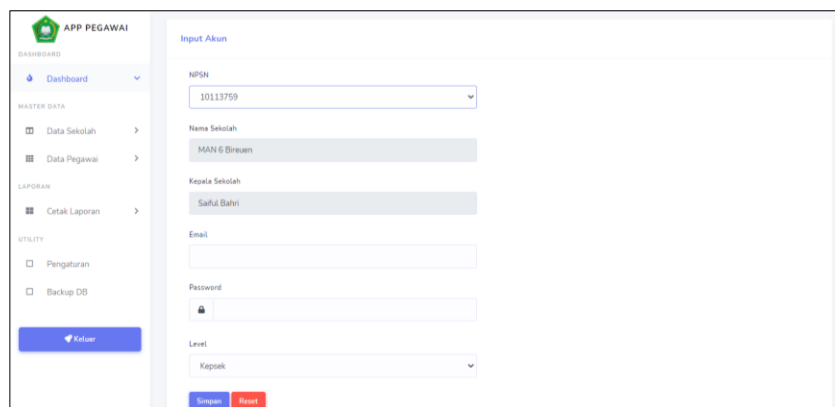 APP PEGAWAI
DASHBOARD
Dashboard
MASTER DATA
Data Sekolah
Data Pegawai
LAPORAN
Cetak Laporan
UTILITY
Pengaturan
Backup DB
Keluar
Input Akun
NPSN
10113759
Nama Sekolah
MAN 6 Bireuen
Kepala Sekolah
Saiful Bahri
Email
Password
Level
Kepsek
Simpan Reset